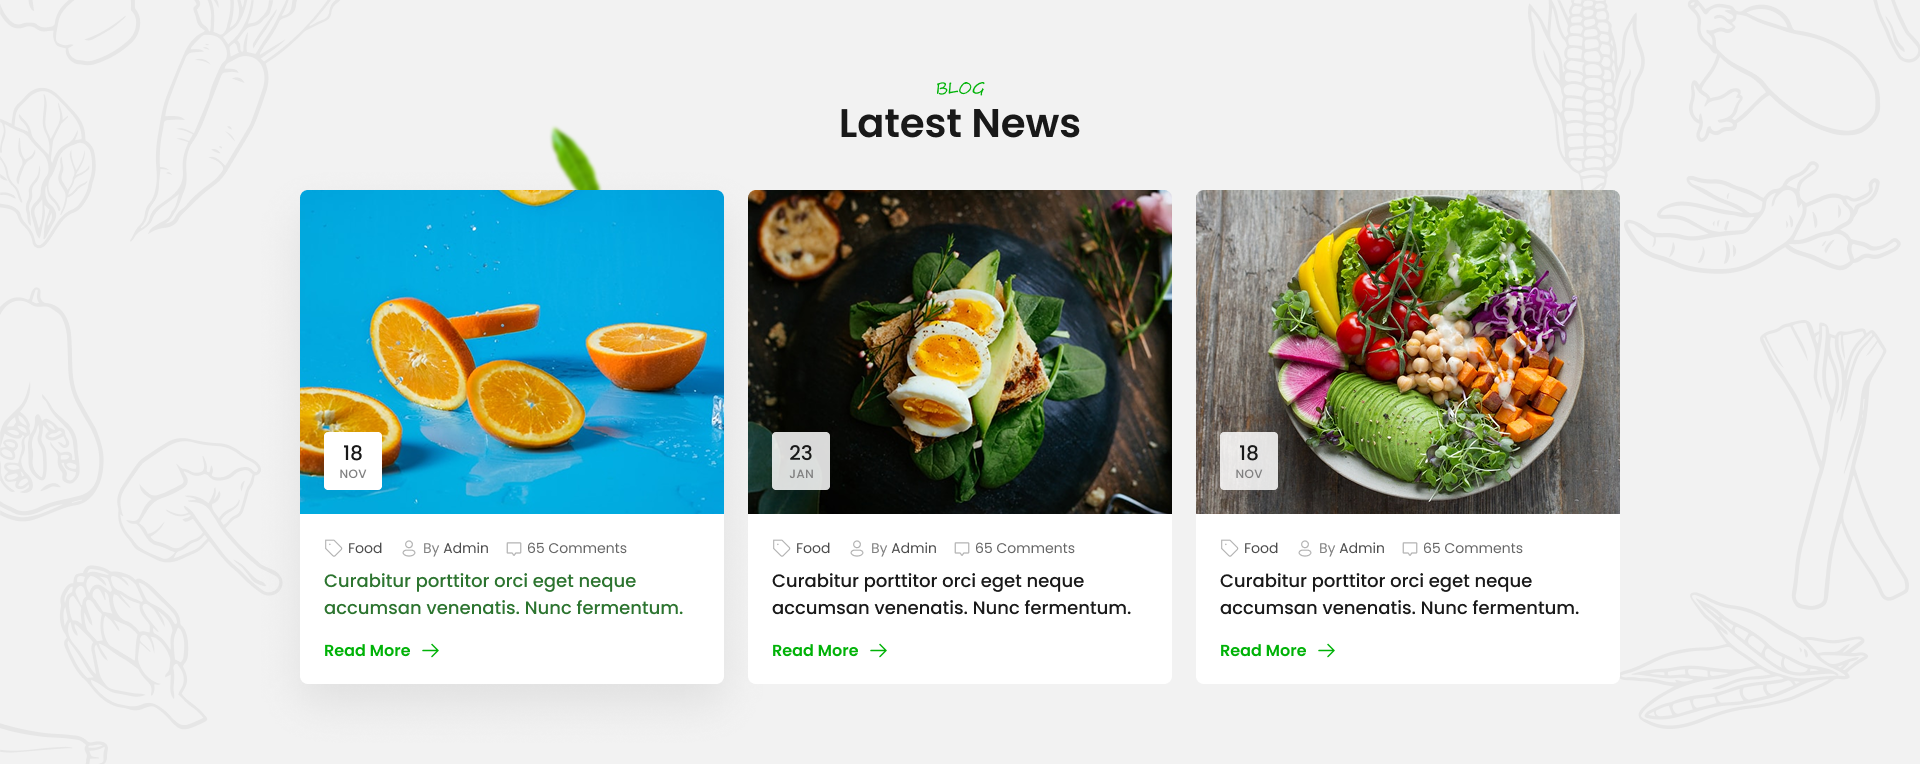 BLOG
Latest News
18
NOV
Food
By Admin
65 Comments
Curabitur porttitor orci eget neque
accumsan venenatis. Nunc fermentum.
Read More
23
JAN
Food
By Admin
65 Comments
Curabitur porttitor orci eget neque
accumsan venenatis. Nunc fermentum.
Read More
18
NOV
Food
By Admin
65 Comments
Curabitur porttitor orci eget neque
accumsan venenatis. Nunc fermentum.
Read More